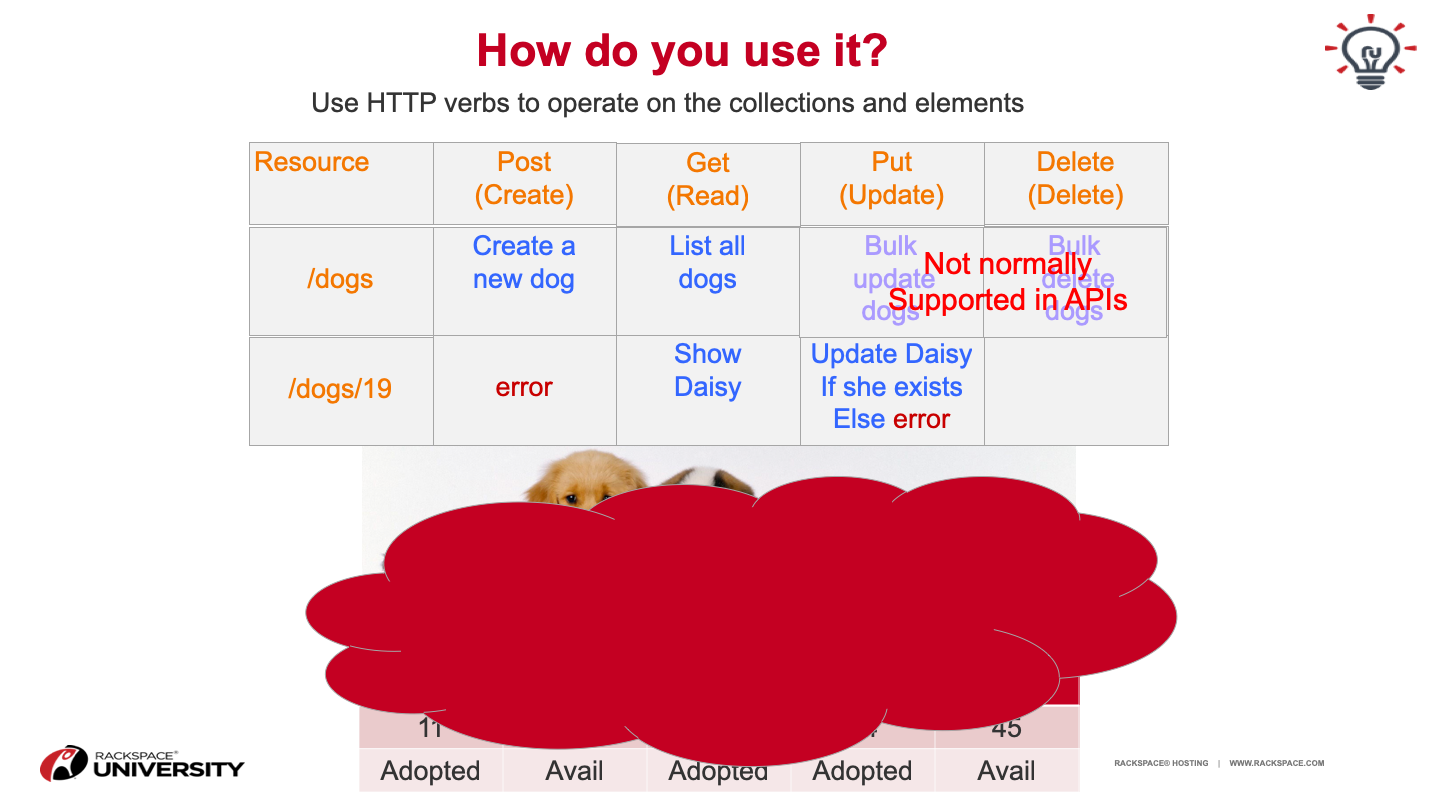 How do you use it?
Use HTTP verbs to operate on the collections and elements
Resource
Post
(Create)
Get
(Read)
Put
(Update)
Delete
(Delete)
/dogs
Create a
new dog
List all
dogs
Bulk
update
dogs
Bulk
delete
dogs
Not normally
Supported in APIs
/dogs/19
error
Show
Daisy
Update Daisy
If she exists
Else error
11
45
Adopted
Avail
Adopted
Adopted
Avail
RACKSPACE®
UNIVERSITY
RACKSPACE® HOSTING | WWW.RACKSPACE.COM